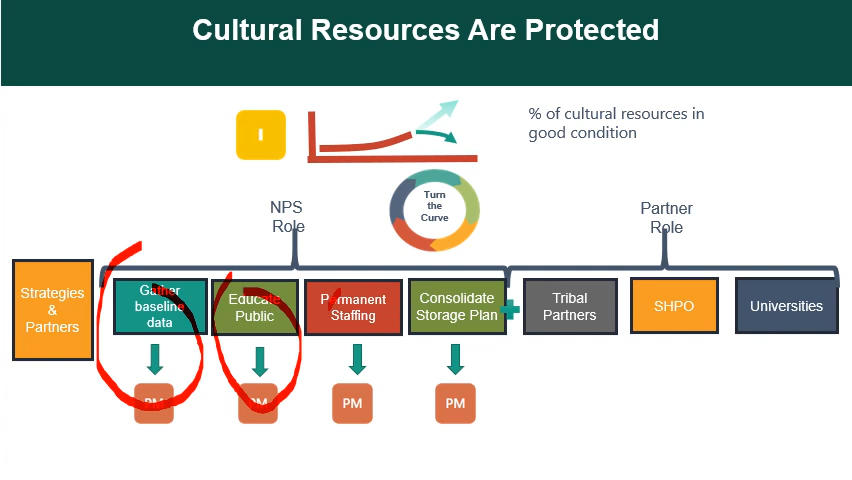 Cultural Resources Are Protected
I
% of cultural resources in
good condition
Turn
the
Curve
NPS
Role
Partner
Role
Strategies
&
Partners
Gather
baseline
data
Educate
Public
Permanent
Staffing
Consolidate
Storage Plan
Tribal
Partners
SHPO
Universities
PM
PM
PM
PM